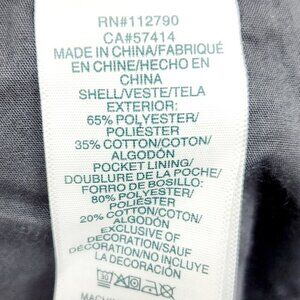 RN#112790
CA#57414
MADE IN CHINA/FABRIQUÉ
EN CHINE/HECHO EN
CHINA
SHELL/VESTE/TELA
EXTERIOR:
65% POLYESTER/
POLIÉSTER
35% COTTON/COTON/
ALGODÓN
POCKET LINING/
DOUBLURE DE LA POCHE/
FORRO DE BOSILLO:
80% POLYESTER/
POLIÉSTER
20% COTTON/COTON/
ALGODÓN
EXCLUSIVE OF
DECORATION/SAUF
DÉCORATION/NO INCLUYE
LA DECORACIÓN
30